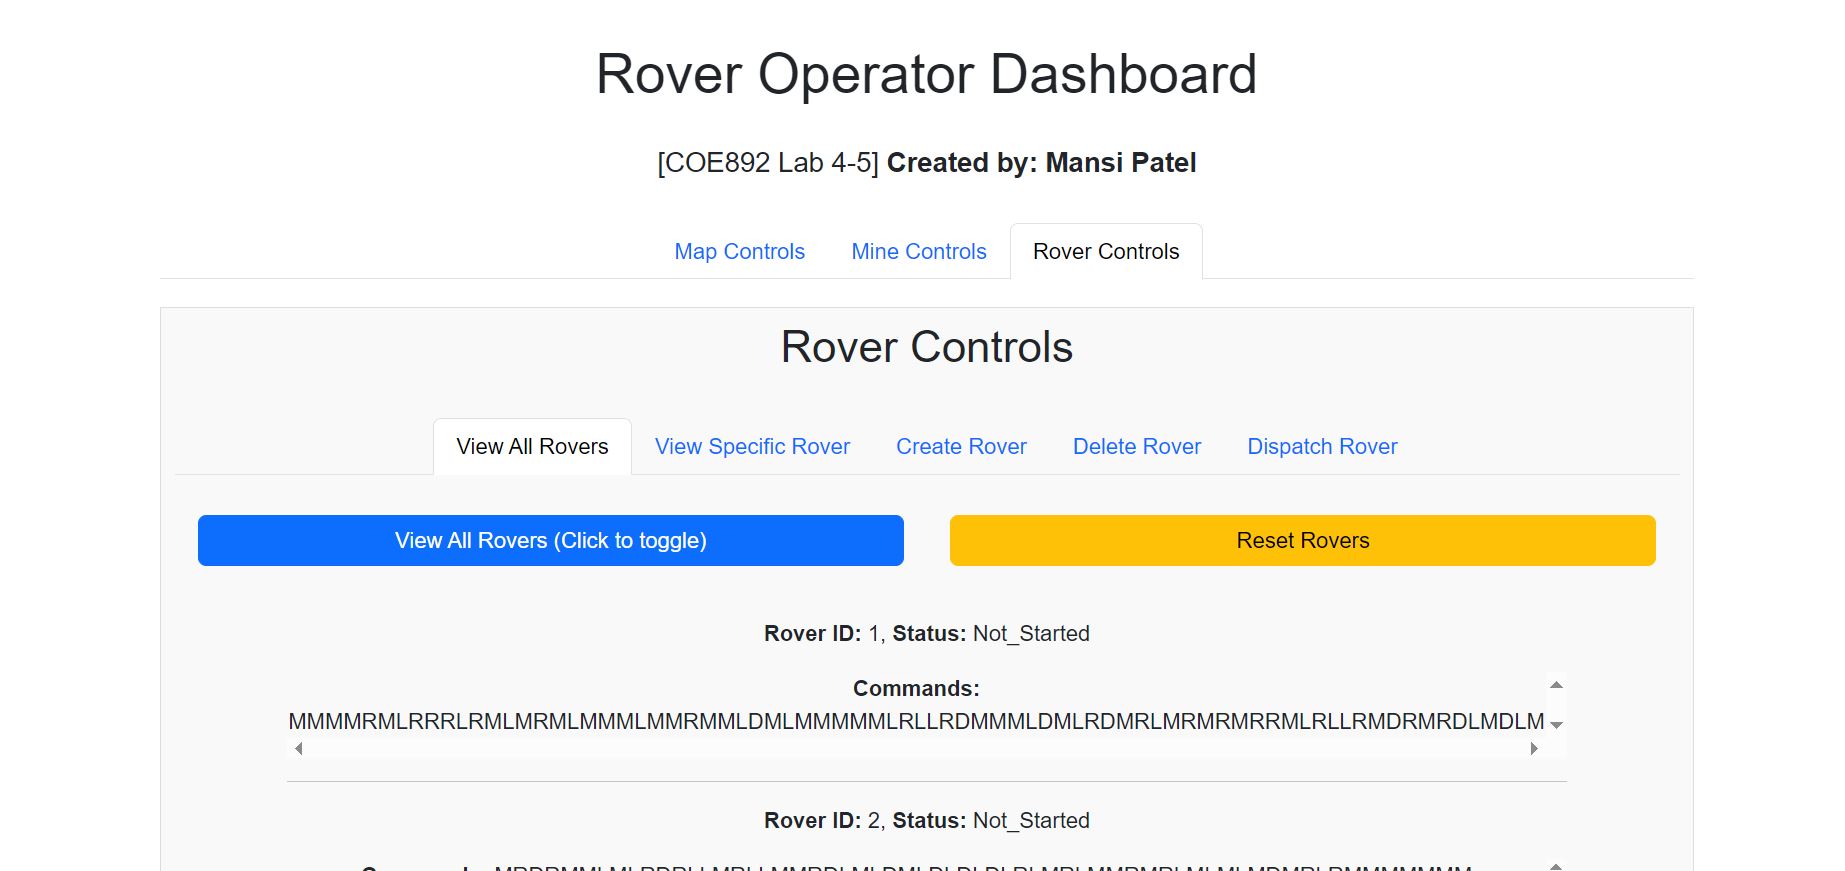 Rover Operator Dashboard
[COE892 Lab 4-5] Created by: Mansi Patel
Map Controls Mine Controls Rover Controls
Rover Controls
View All Rovers View Specific Rover Create Rover Delete Rover Dispatch Rover
View All Rovers (Click to toggle) Reset Rovers
Rover ID: 1, Status: Not_Started
Commands:
MMMMRMLRRRLRMLMRMLMMMLMMRMMLDMLMMMMMLRLLRDMMMLDMLRDMRLMRMRMRRMLRLLRMDRMRDLMDLM
Rover ID: 2, Status: Not_Started